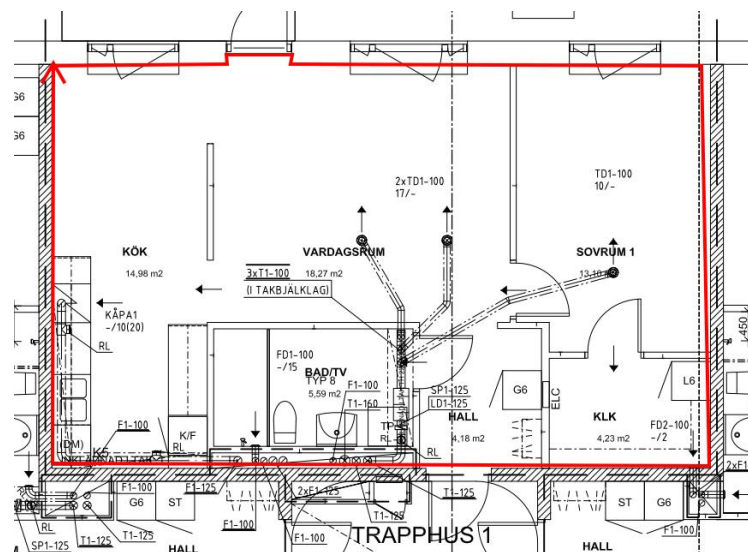 G6
G6
2xTD1-100
17/-
TD1-100
10/-
KÖK
14,98 m2
VARDAGSRUM
18,27 m2
SOVRUM 1
3xT1-100
(I TAKBJÄLKLAG)
KÅPA1
-/10(20)
RL
450
FD1-100
-/15
BAD/TV
TYP 8
5,59 m2
F1-100
T1-160
SP1-125
LD1-125
G6
ELC
L6
HALL
4,18 m2
KLK
4,23 m2
FD2-100
-/2
K/F
(DM)
F1-100
RL
RL
RL
2xF1
F1-100
F1-125
G6
ST
2xF1-125
T1-125
T1-125
ST
G6
RL
SP1-125
T1-125
F1-100
F1-100
F1-100
TRAPPHUS 1
HALL
HALL